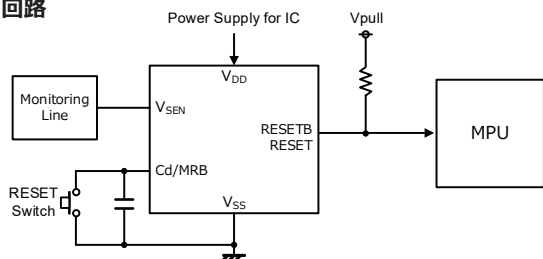 回路
Power Supply for IC
Vpull
VDD
Monitoring
Line
VSEN
RESETB
RESET
MPU
Cd/MRB
RESET
Switch
VSS